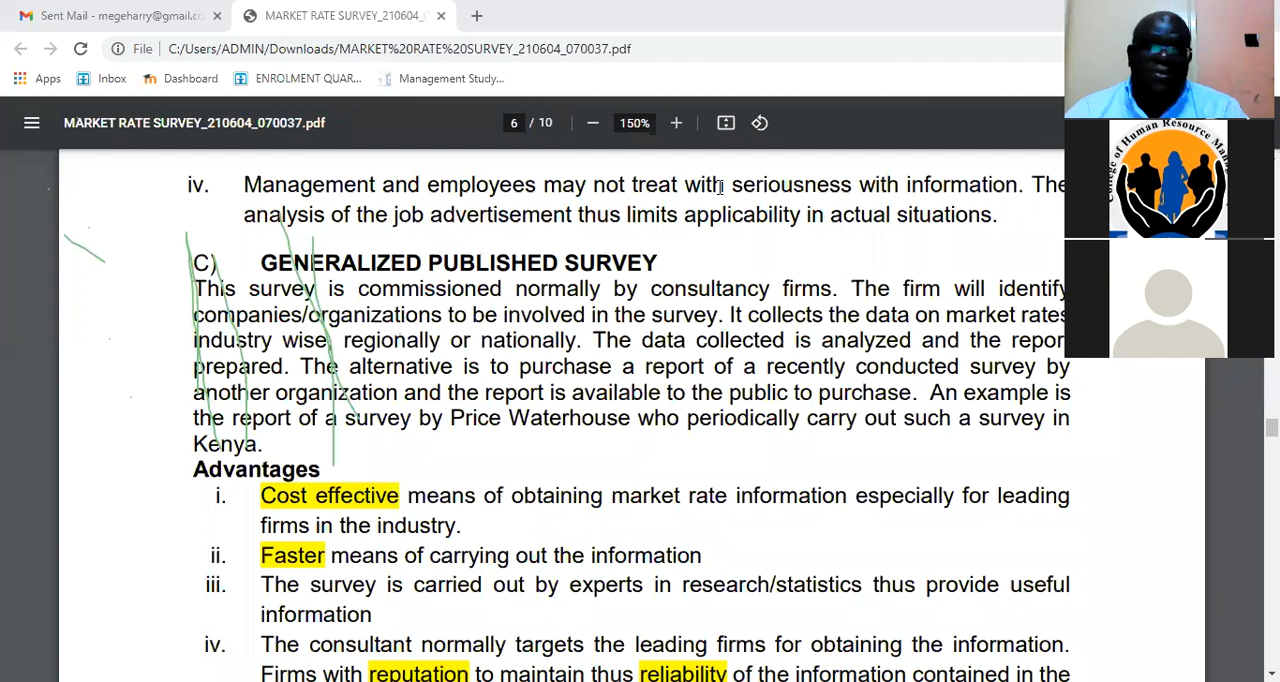 Sent Mail - megeharry@gmail.c
MARKET RATE SURVEY_210604_0
File C:/Users/ADMIN/Downloads/MARKET%20RATE%20SURVEY_210604_070037.pdf
Apps Inbox Dashboard ENROLMENT QUAR... Management Study...
MARKET RATE SURVEY_210604_070037.pdf 6 / 10 150%
College of Human Resource Mana
iv. Management and employees may not treat with seriousness with information. The
analysis of the job advertisement thus limits applicability in actual situations.
C) GENERALIZED PUBLISHED SURVEY
This survey is commissioned normally by consultancy firms. The firm will identify
companies/organizations to be involved in the survey. It collects the data on market rates
industry wise, regionally or nationally. The data collected is analyzed and the report
prepared. The alternative is to purchase a report of a recently conducted survey by
another organization and the report is available to the public to purchase. An example is
the report of a survey by Price Waterhouse who periodically carry out such a survey in
Kenya.
Advantages
i. Cost effective means of obtaining market rate information especially for leading
firms in the industry.
ii. Faster means of carrying out the information
iii. The survey is carried out by experts in research/statistics thus provide useful
information
iv. The consultant normally targets the leading firms for obtaining the information.
Firms with reputation to maintain thus reliability of the information contained in the